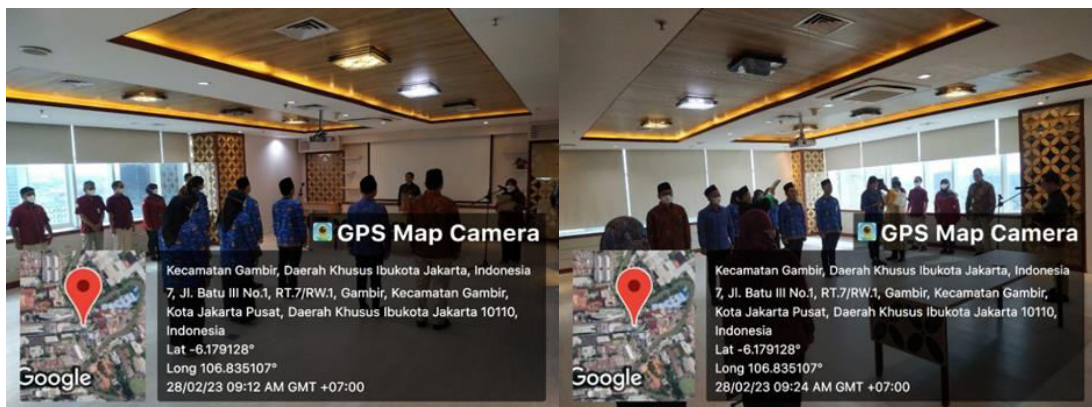 GPS Map Camera
Kecamatan Gambir, Daerah Khusus Ibukota Jakarta, Indonesia
7, Jl. Batu III No.1, RT.7/RW.1, Gambir, Kecamatan Gambir,
Kota Jakarta Pusat, Daerah Khusus Ibukota Jakarta 10110,
Indonesia
Lat -6.179128°
Long 106.835107°
28/02/23 09:12 AM GMT +07:00
Google
GPS Map Camera
Kecamatan Gambir, Daerah Khusus Ibukota Jakarta, Indonesia
7, Jl. Batu III No.1, RT.7/RW.1, Gambir, Kecamatan Gambir,
Kota Jakarta Pusat, Daerah Khusus Ibukota Jakarta 10110,
Indonesia
Lat -6.179128°
Long 106.835107°
28/02/23 09:24 AM GMT +07:00
Google